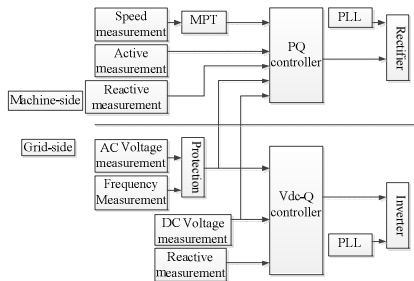 Speed
measurement
MPT
PLL
Active
measurement
PQ
controller
Rectifier
Reactive
measurement
Machine-side
Grid-side
AC Voltage
measurement
Protection
Frequency
Measurement
Vdc-Q
controller
Inverter
DC Voltage
measurement
PLL
Reactive
measurement